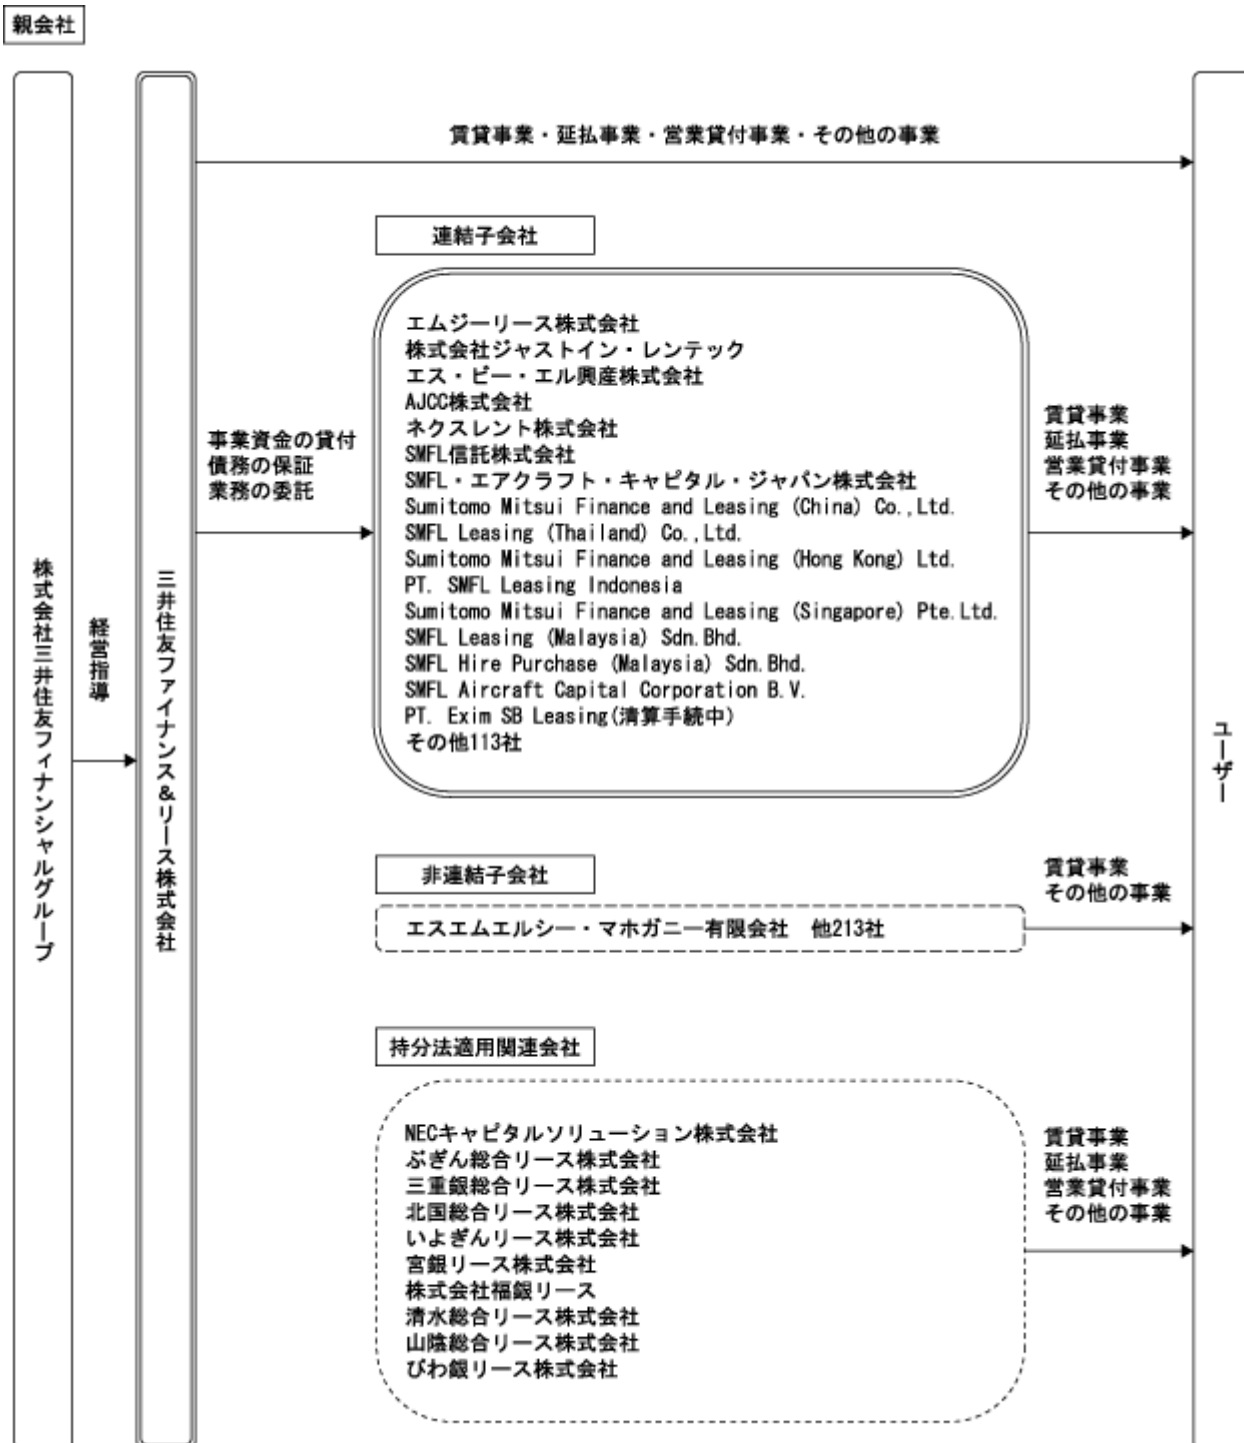 親会社
株式会社三井住友フィナンシャルグループ
経営指導
三井住友ファイナンス&リース株式会社
賃貸事業・延払事業・営業貸付事業・その他の事業
事業資金の貸付
債務の保証
業務の委託
連結子会社
エムジーリース株式会社
株式会社ジャストイン・レンテック
エス・ビー・エル興産株式会社
AJCC株式会社
ネクスレント株式会社
SMFL信託株式会社
SMFL・エアクラフト・キャピタル・ジャパン株式会社
Sumitomo Mitsui Finance and Leasing (China) Co.,Ltd.
SMFL Leasing (Thailand) Co.,Ltd.
Sumitomo Mitsui Finance and Leasing (Hong Kong) Ltd.
PT. SMFL Leasing Indonesia
Sumitomo Mitsui Finance and Leasing (Singapore) Pte.Ltd.
SMFL Leasing (Malaysia) Sdn.Bhd.
SMFL Hire Purchase (Malaysia) Sdn.Bhd.
SMFL Aircraft Capital Corporation B.V.
PT. Exim SB Leasing(清算手続中)
その他113社
賃貸事業
延払事業
営業貸付事業
その他の事業
非連結子会社
エスエムエルシー・マホガニー有限会社　他213社
賃貸事業
その他の事業
持分法適用関連会社
NECキャピタルソリューション株式会社
ぶぎん総合リース株式会社
三重銀総合リース株式会社
北国総合リース株式会社
いよぎんリース株式会社
宮銀リース株式会社
株式会社福銀リース
清水総合リース株式会社
山陰総合リース株式会社
びわ銀リース株式会社
賃貸事業
延払事業
営業貸付事業
その他の事業
ユーザー